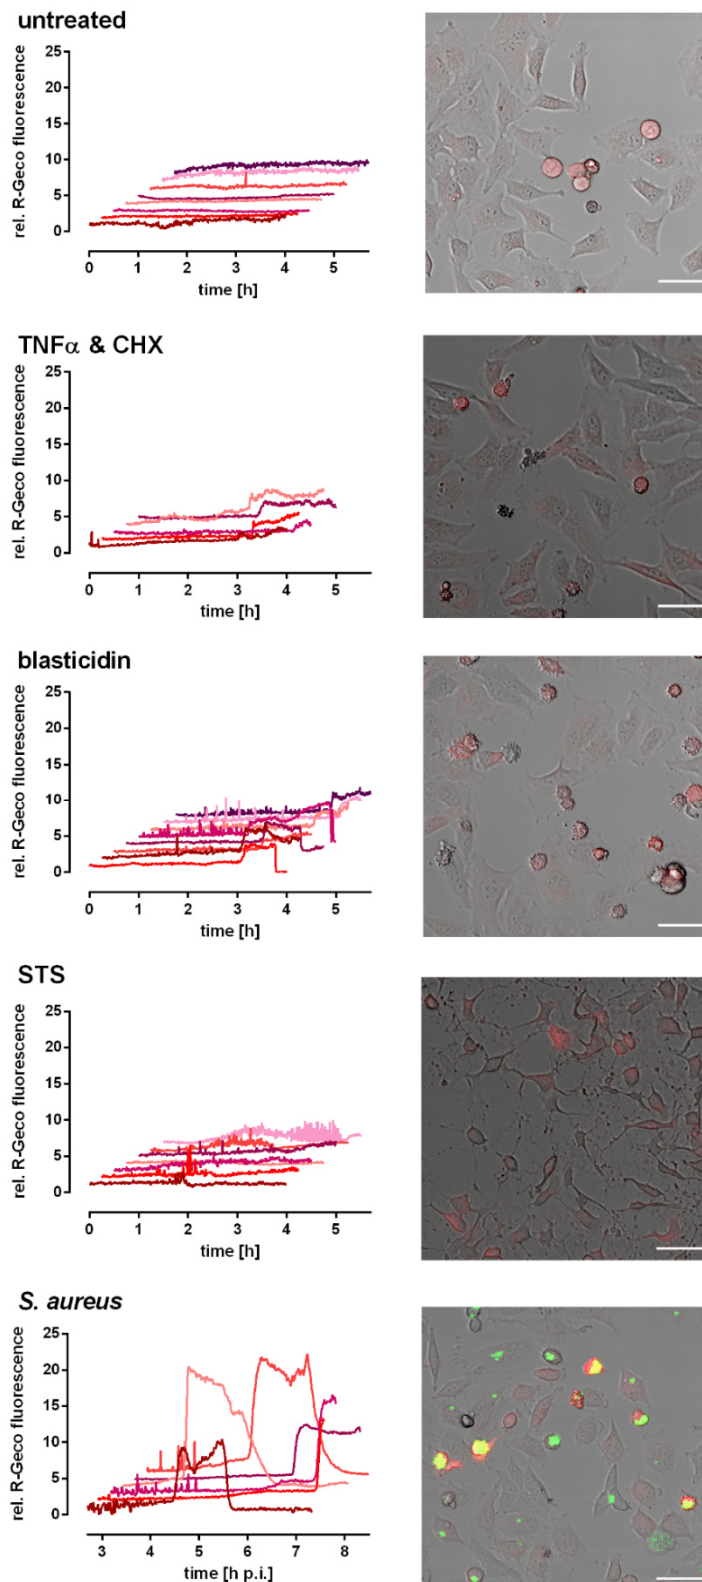 untreated
rel. R-Geco fluorescence
25
20
15
10
5
0
0 1 2 3 4 5
time [h]
TNFα & CHX
rel. R-Geco fluorescence
25
20
15
10
5
0
0 1 2 3 4 5
time [h]
blasticidin
rel. R-Geco fluorescence
25
20
15
10
5
0
0 1 2 3 4 5
time [h]
STS
rel. R-Geco fluorescence
25
20
15
10
5
0
0 1 2 3 4 5
time [h]
S. aureus
rel. R-Geco fluorescence
25
20
15
10
5
0
3 4 5 6 7 8
time [h p.i.]